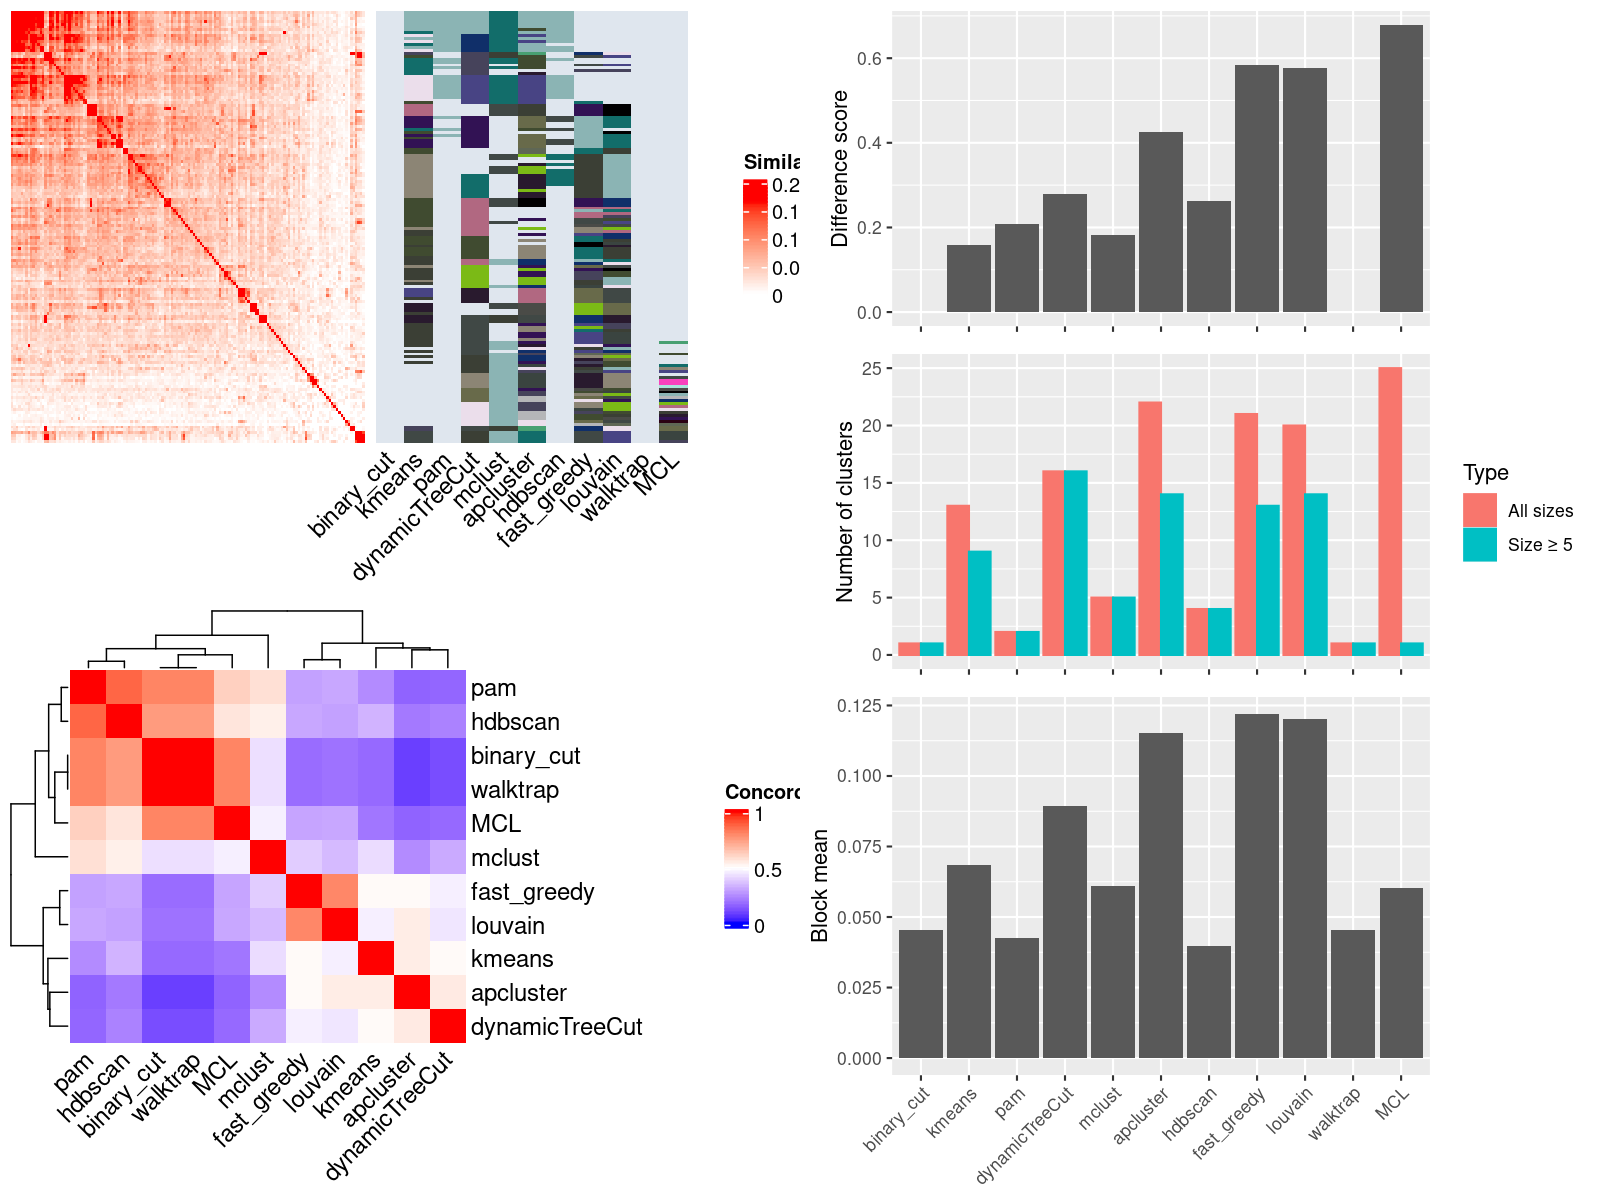 Simila
0.2
0.1
0.1
0.0
0
binary_cut
kmeans
pam
dynamicTreeCut
mclust
apcluster
hdbscan
fast_greedy
louvain
walktrap
MCL
pam
hdbscan
binary_cut
walktrap
MCL
mclust
fast_greedy
louvain
kmeans
apcluster
dynamicTreeCut
pam
hdbscan
binary_cut
walktrap
MCL
mclust
fast_greedy
louvain
kmeans
apcluster
dynamicTreeCut
Concord
1
0.5
0
Difference score
0.6
0.4
0.2
0.0
Number of clusters
25
20
15
10
5
0
Type
All sizes
Size ≥ 5
Block mean
0.125
0.100
0.075
0.050
0.025
0.000
binary_cut
kmeans
pam
dynamicTreeCut
mclust
apcluster
hdbscan
fast_greedy
louvain
walktrap
MCL